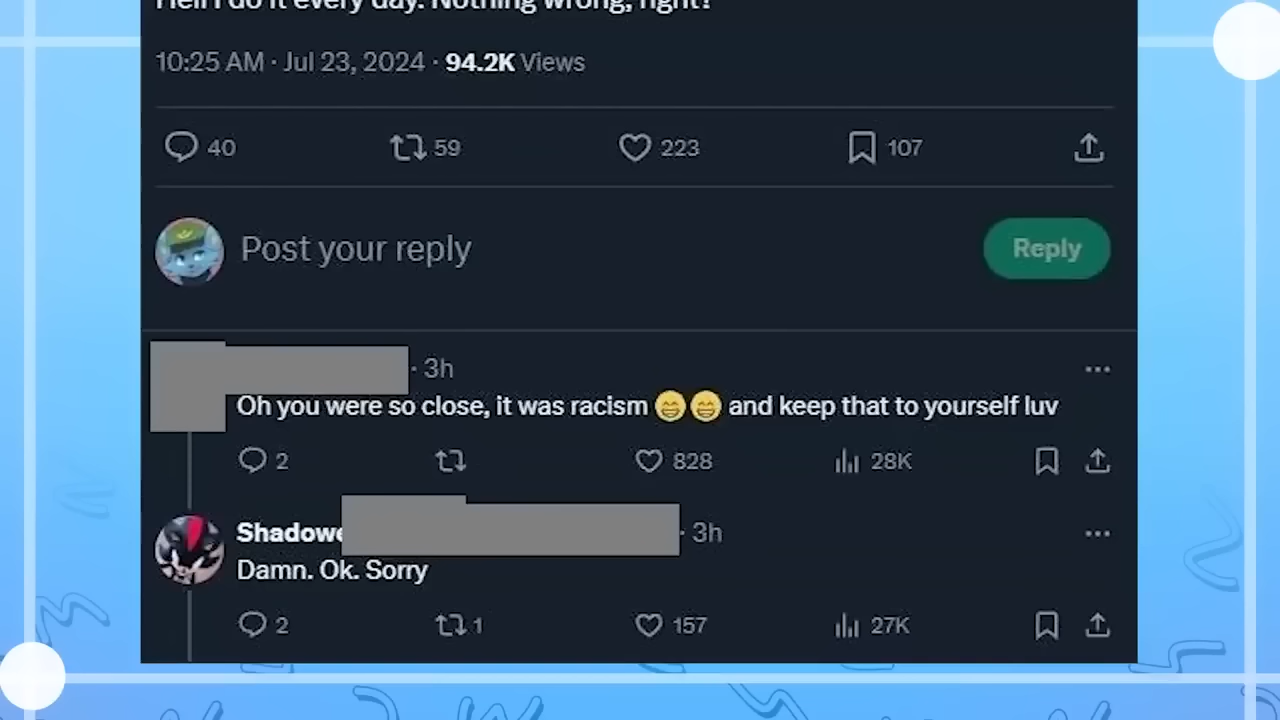 Hell I do it every day. Nothing wrong, right?
10:25 AM · Jul 23, 2024 · 94.2K Views
40 59 223 107
Post your reply Reply
· 3h
Oh you were so close, it was racism 😁😁 and keep that to yourself luv
2 828 28K
Shadow · 3h
Damn. Ok. Sorry
2 1 157 27K